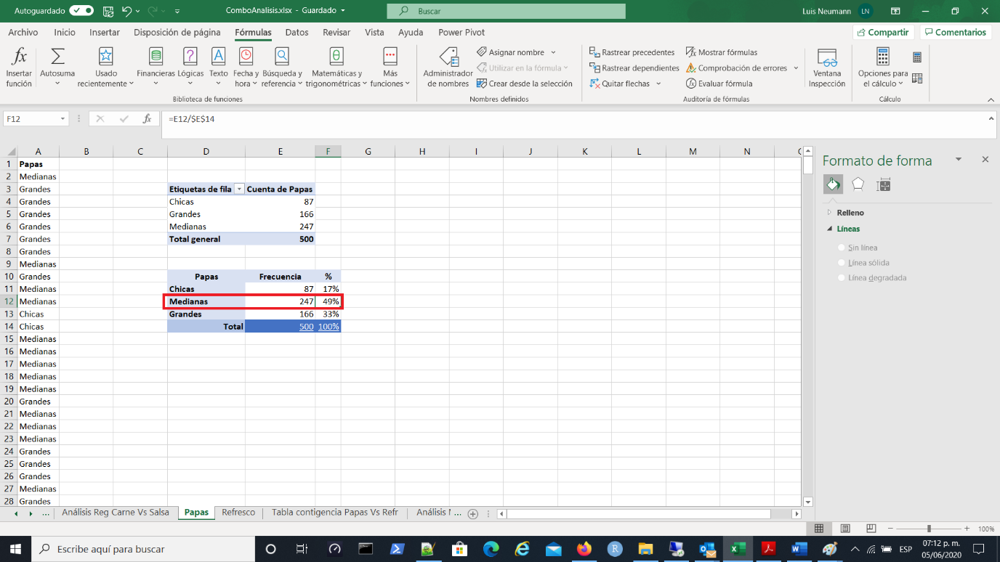 Autoguardado
ComboAnalisis.xlsx - Guardado
Buscar
Luis Neumann
LN
Archivo Inicio Insertar Disposición de página Fórmulas Datos Revisar Vista Ayuda Power Pivot
Compartir
Comentarios
Insertar función
Autosuma
Usado recientemente
Financieras
Lógicas
Texto
Fecha y hora
Búsqueda y referencia
Matemáticas y trigonométricas
Más funciones
Biblioteca de funciones
Administrador de nombres
Asignar nombre
Utilizar en la fórmula
Crear desde la selección
Nombres definidos
Rastrear precedentes
Rastrear dependientes
Quitar flechas
Mostrar fórmulas
Comprobación de errores
Evaluar fórmula
Auditoría de fórmulas
Ventana Inspección
Opciones para el cálculo
Cálculo
F12
fx
=E12/$E$14
A B C D E F G H I J K L M N
1 Papas
2 Medianas
3 Grandes Etiquetas de fila Cuenta de Papas
4 Grandes Chicas 87
5 Grandes Grandes 166
6 Grandes Medianas 247
7 Grandes Total general 500
8 Grandes
9 Medianas
10 Grandes Papas Frecuencia %
11 Medianas Chicas 87 17%
12 Medianas Medianas 247 49%
13 Chicas Grandes 166 33%
14 Chicas Total 500 100%
15 Medianas
16 Medianas
17 Medianas
18 Medianas
19 Medianas
20 Grandes
21 Medianas
22 Medianas
23 Medianas
24 Grandes
25 Grandes
26 Grandes
27 Medianas
28 Grandes
Formato de forma
Relleno
Líneas
Sin línea
Línea sólida
Línea degradada
... Análisis Reg Carne Vs Salsa Papas Refresco Tabla contigencia Papas Vs Refr Análisis ...
100%
Escribe aquí para buscar
ESP
07:12 p. m.
05/06/2020